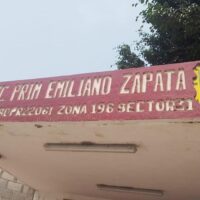 PRIM EMILIANO ZAPATA
ZONA 196 SECTOR 31